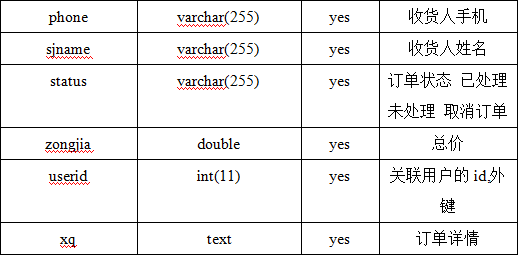 phone varchar(255) yes 收货人手机
sjname varchar(255) yes 收货人姓名
status varchar(255) yes 订单状态 已处理
未处理 取消订单
zongjia double yes 总价
userid int(11) yes 关联用户的 id,外
键
xq text yes 订单详情